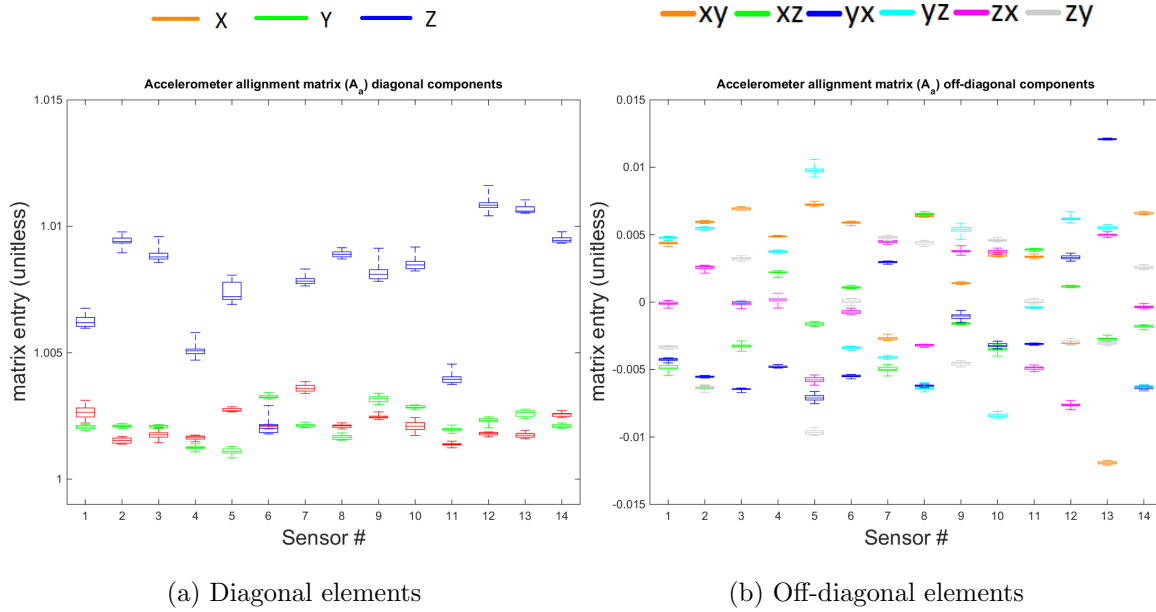 X Y Z
xy xz yx yz zx zy
Accelerometer allignment matrix (Aₐ) diagonal components
1.015
1.01
1.005
1
matrix entry (unitless)
1 2 3 4 5 6 7 8 9 10 11 12 13 14
Sensor #
(a) Diagonal elements
Accelerometer allignment matrix (Aₐ) off-diagonal components
0.015
0.01
0.005
0
-0.005
-0.01
-0.015
matrix entry (unitless)
1 2 3 4 5 6 7 8 9 10 11 12 13 14
Sensor #
(b) Off-diagonal elements